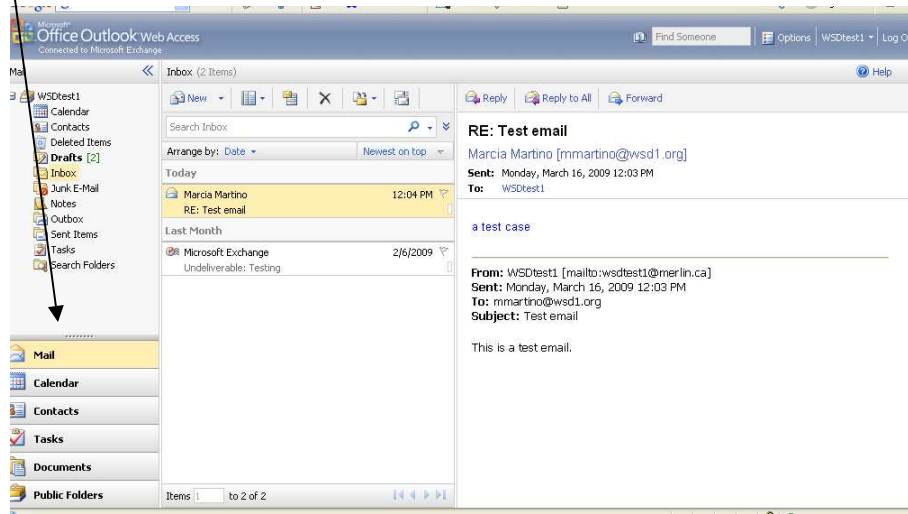 Microsoft
Office Outlook Web Access
Connected to Microsoft Exchange
Find Someone
Options
WSDtest1
Log O
Mail
Inbox (2 Items)
Help
WSDtest1
Calendar
Contacts
Deleted Items
Drafts [2]
Inbox
Junk E-Mail
Notes
Outbox
Sent Items
Tasks
Search Folders
Mail
Calendar
Contacts
Tasks
Documents
Public Folders
New
Search Inbox
Arrange by: Date
Newest on top
Today
Marcia Martino 12:04 PM
RE: Test email
Last Month
Microsoft Exchange 2/6/2009
Undeliverable: Testing
Items 1 to 2 of 2
Reply
Reply to All
Forward
RE: Test email
Marcia Martino [mmartino@wsd1.org]
Sent: Monday, March 16, 2009 12:03 PM
To: WSDtest1
a test case
From: WSDtest1 [mailto:wsdtest1@merlin.ca]
Sent: Monday, March 16, 2009 12:03 PM
To: mmartino@wsd1.org
Subject: Test email
This is a test email.